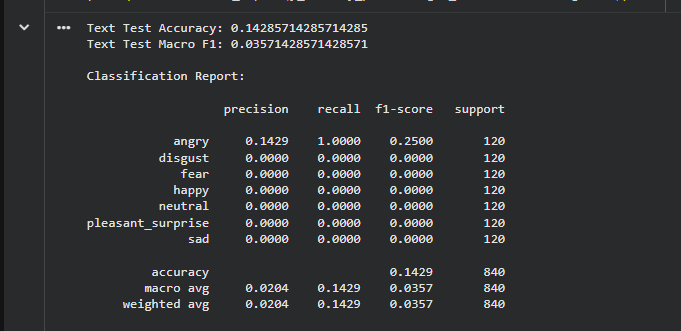 Text Test Accuracy: 0.14285714285714285
Text Test Macro F1: 0.03571428571428571
Classification Report:
precision recall f1-score support
angry 0.1429 1.0000 0.2500 120
disgust 0.0000 0.0000 0.0000 120
fear 0.0000 0.0000 0.0000 120
happy 0.0000 0.0000 0.0000 120
neutral 0.0000 0.0000 0.0000 120
pleasant_surprise 0.0000 0.0000 0.0000 120
sad 0.0000 0.0000 0.0000 120
accuracy 0.1429 840
macro avg 0.0204 0.1429 0.0357 840
weighted avg 0.0204 0.1429 0.0357 840